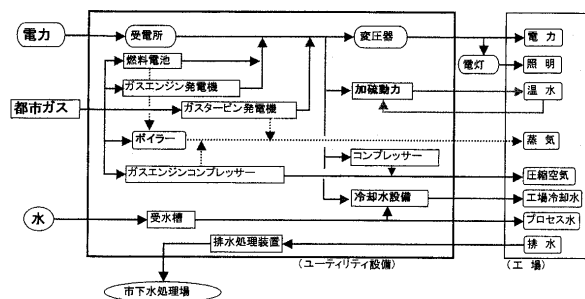 電力
受電所
変圧器
電力
燃料電池
電灯
照明
ガスエンジン発電機
加磁動力
温水
都市ガス
ガスタービン発電機
ボイラー
蒸気
コンプレッサー
ガスエンジンコンプレッサー
圧縮空気
冷却水設備
工場冷却水
水
受水槽
プロセス水
排水処理装置
排水
(ユーティリティ設備)
(工場)
市下水処理場